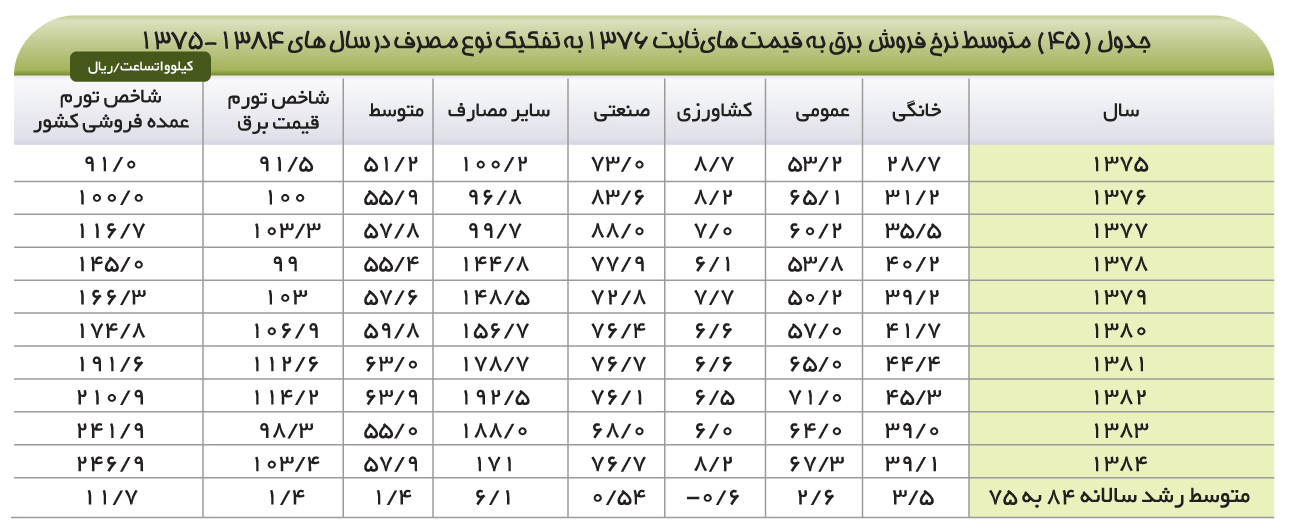 جدول (۴۵) متوسط نرخ فروش برق به قیمت های ثابت ۱۳۷۶ به تفکیک نوع مصرف در سال های ۱۳۸۴-۱۳۷۵
کیلووات‌ساعت/ریال
سال خانگی عمومی کشاورزی صنعتی سایر مصارف متوسط شاخص تورم قیمت برق شاخص تورم عمده فروشی کشور
۱۳۷۵ ۲۸/۷ ۵۳/۲ ۸/۷ ۷۳/۰ ۱۰۰/۲ ۵۱/۲ ۹۱/۵ ۹۱/۰
۱۳۷۶ ۳۱/۲ ۶۵/۱ ۸/۲ ۸۳/۶ ۹۶/۸ ۵۵/۹ ۱۰۰ ۱۰۰/۰
۱۳۷۷ ۳۵/۵ ۶۰/۲ ۷/۰ ۸۸/۰ ۹۹/۷ ۵۷/۸ ۱۰۳/۳ ۱۱۶/۷
۱۳۷۸ ۴۰/۲ ۵۳/۸ ۶/۱ ۷۷/۹ ۱۴۴/۸ ۵۵/۴ ۹۹ ۱۴۵/۰
۱۳۷۹ ۳۹/۲ ۵۰/۲ ۷/۷ ۷۲/۸ ۱۴۸/۵ ۵۷/۶ ۱۰۳ ۱۶۶/۳
۱۳۸۰ ۴۱/۷ ۵۷/۰ ۶/۶ ۷۶/۴ ۱۵۶/۷ ۵۹/۸ ۱۰۶/۹ ۱۷۴/۸
۱۳۸۱ ۴۴/۴ ۶۵/۰ ۶/۶ ۷۶/۷ ۱۷۸/۷ ۶۳/۰ ۱۱۲/۶ ۱۹۱/۶
۱۳۸۲ ۴۵/۳ ۷۱/۰ ۶/۵ ۷۶/۱ ۱۹۲/۵ ۶۳/۹ ۱۱۴/۲ ۲۱۰/۹
۱۳۸۳ ۳۹/۰ ۶۴/۰ ۶/۰ ۶۸/۰ ۱۸۸/۰ ۵۵/۰ ۹۸/۳ ۲۴۱/۹
۱۳۸۴ ۳۹/۱ ۶۷/۳ ۸/۲ ۷۶/۷ ۱۷۱ ۵۷/۹ ۱۰۳/۴ ۲۴۶/۹
متوسط رشد سالانه ۸۴ به ۷۵ ۳/۵ ۲/۶ -۰/۶ ۰/۵۴ ۶/۱ ۱/۴ ۱/۴ ۱۱/۷